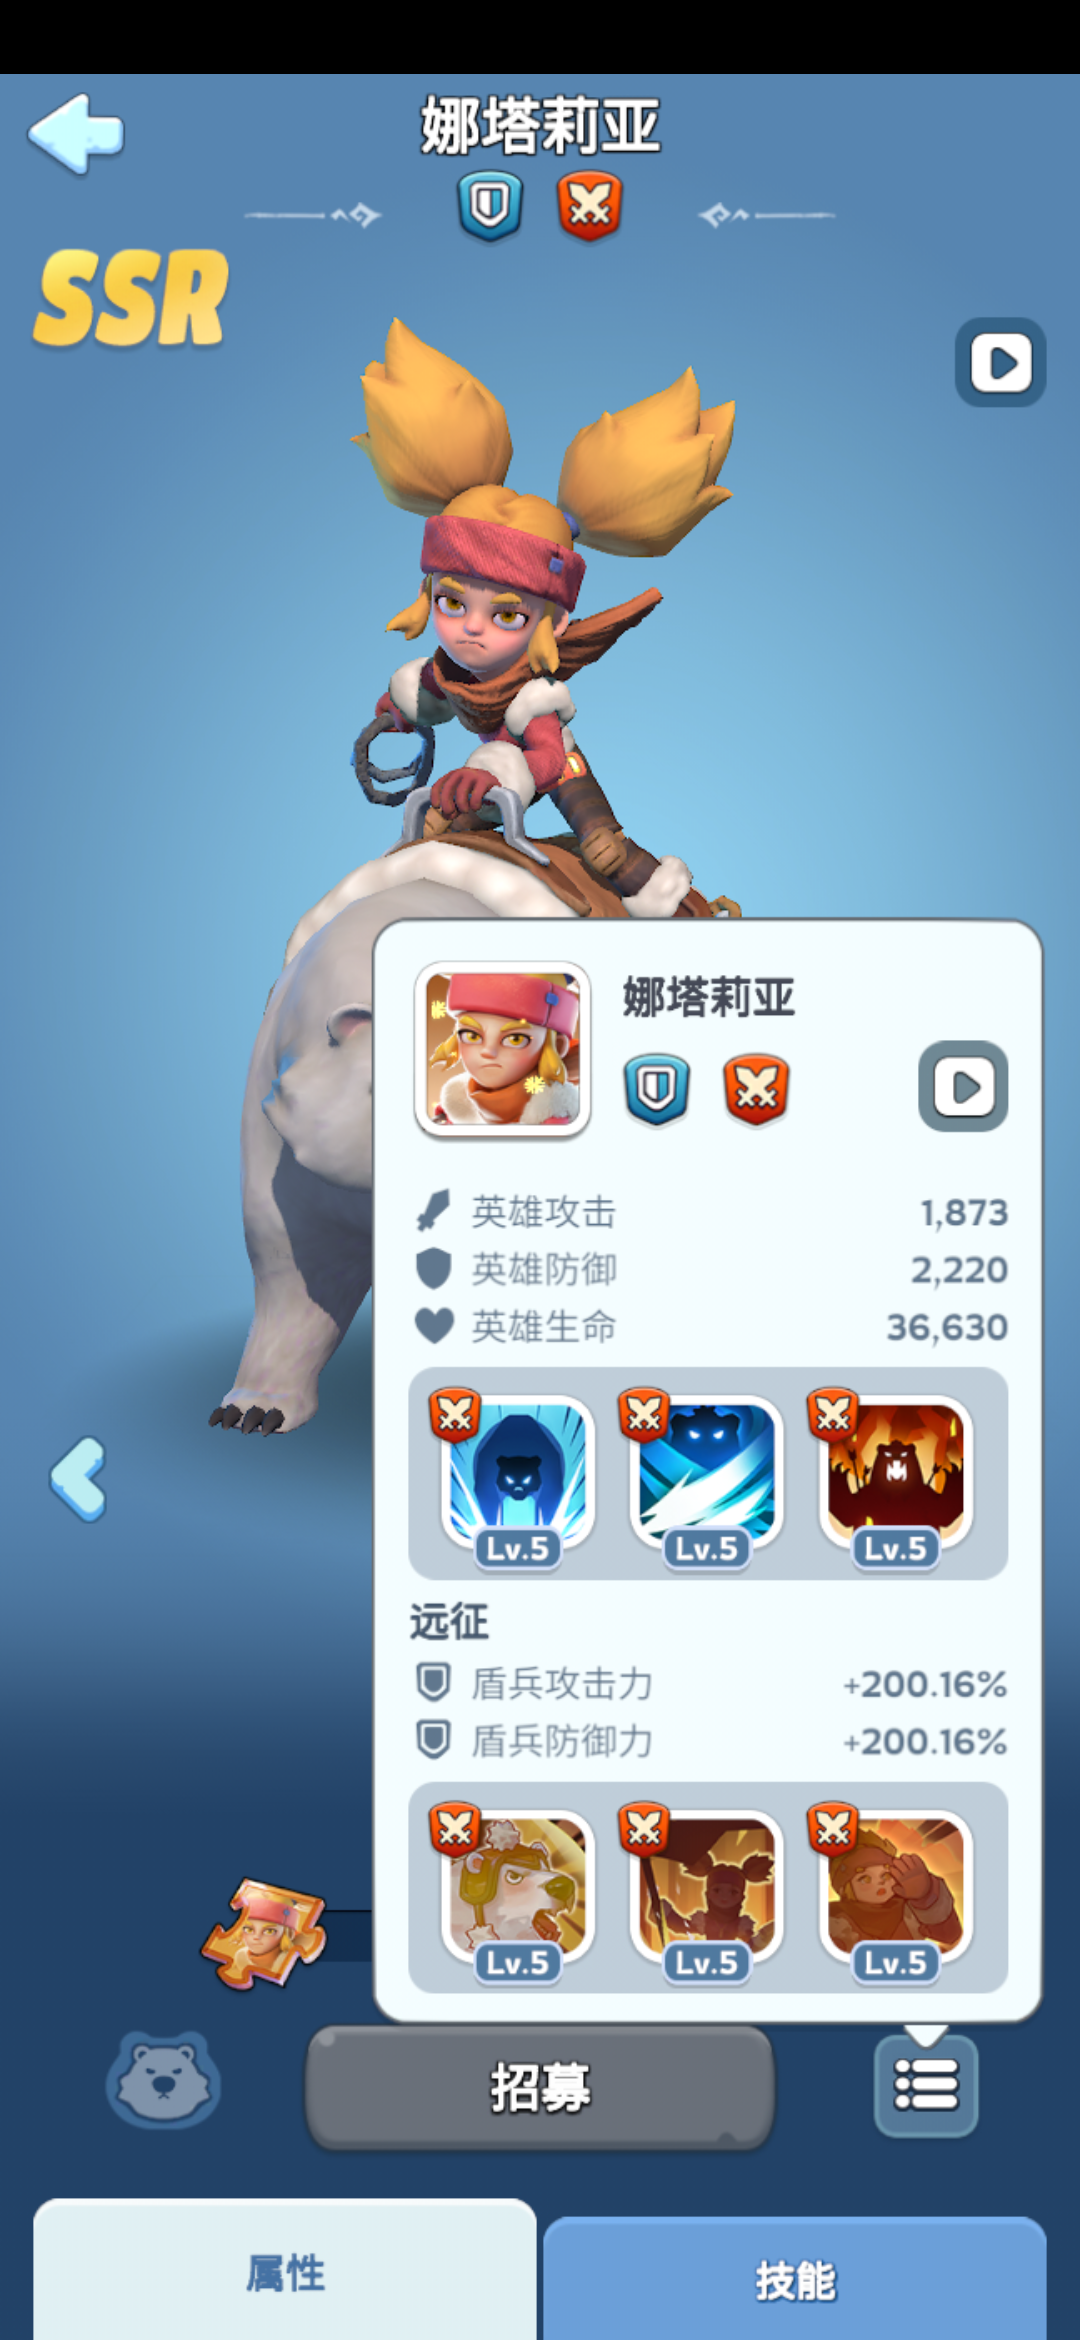 娜塔莉亚
SSR
娜塔莉亚
英雄攻击 1,873
英雄防御 2,220
英雄生命 36,630
Lv.5 Lv.5 Lv.5
远征
盾兵攻击力 +200.16%
盾兵防御力 +200.16%
Lv.5 Lv.5 Lv.5
招募
属性 技能